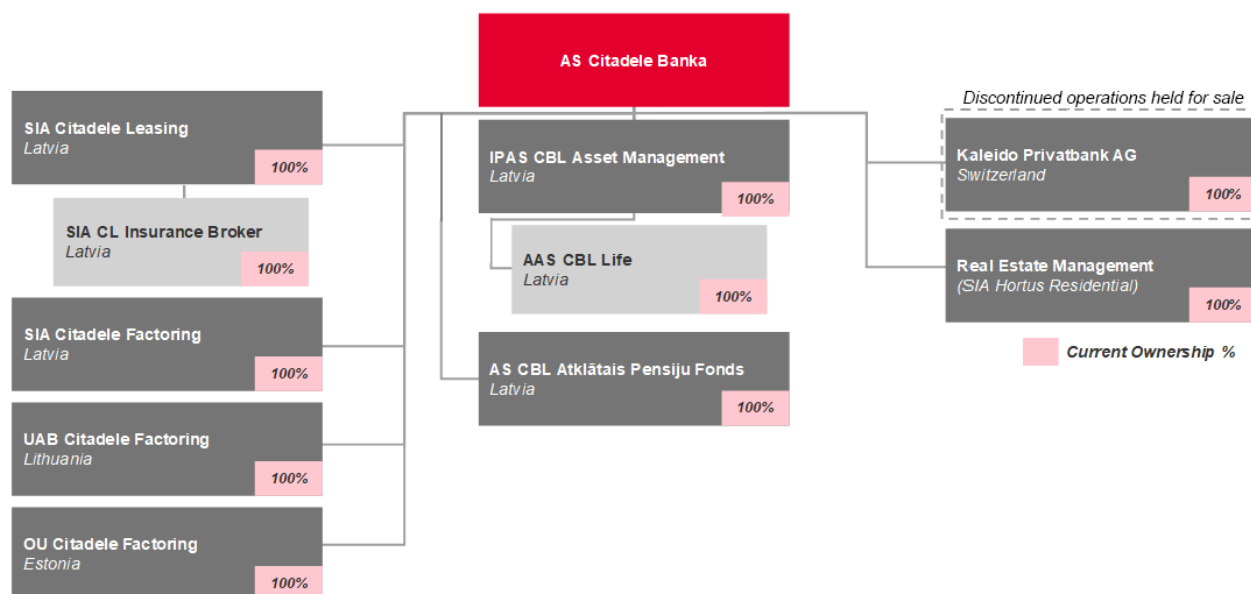 AS Citadele Banka
SIA Citadele Leasing
Latvia
100%
SIA CL Insurance Broker
Latvia
100%
SIA Citadele Factoring
Latvia
100%
UAB Citadele Factoring
Lithuania
100%
OU Citadele Factoring
Estonia
100%
IPAS CBL Asset Management
Latvia
100%
AAS CBL Life
Latvia
100%
AS CBL Atklātais Pensiju Fonds
Latvia
100%
Discontinued operations held for sale
Kaleido Privatbank AG
Switzerland
100%
Real Estate Management
(SIA Hortus Residential)
100%
Current Ownership %